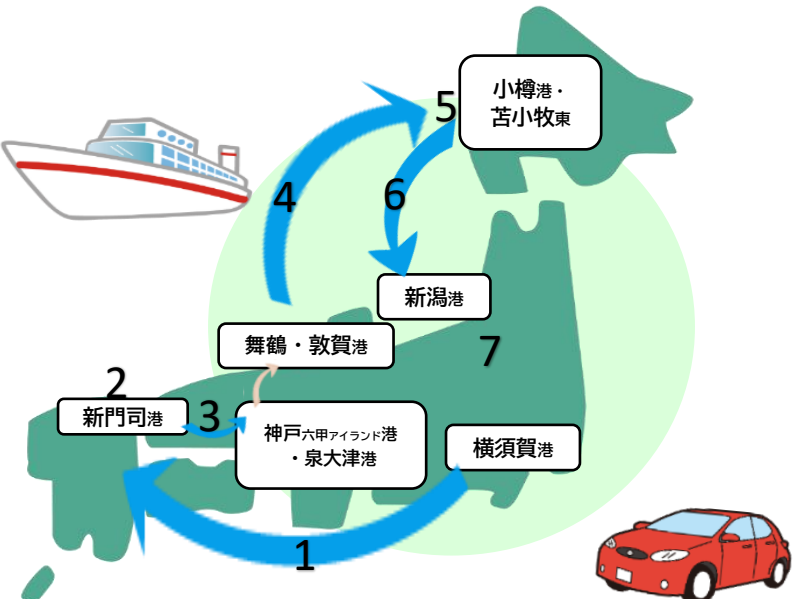 5
小樽港・
苫小牧東
4
6
新潟港
舞鶴・敦賀港
7
2
新門司港
3
神戸六甲アイランド港
・泉大津港
横須賀港
1